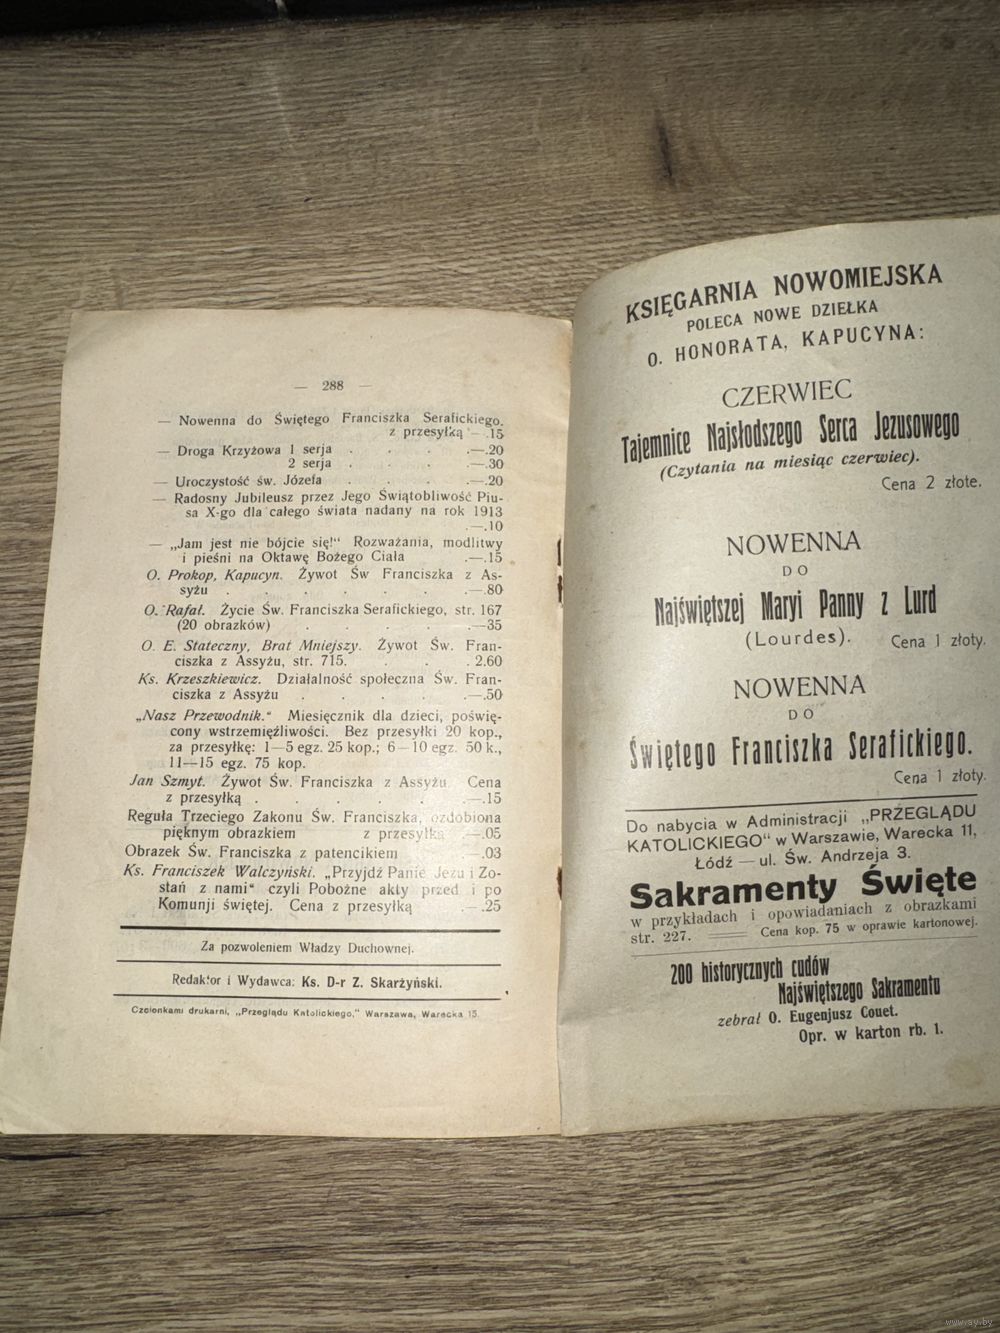 — 288 —
— Nowenna do Świętego Franciszka Serafickiego.
z przesyłką —.15
— Droga Krzyżowa 1 serja . . . .—.20
2 serja . . . .—.30
— Uroczystość św. Józefa . . . .—.20
— Radosny Jubileusz przez Jego Świątobliwość Piu-
sa X-go dla całego świata nadany na rok 1913
.—.10
— „Jam jest nie bójcie się!“ Rozważania, modlitwy
i pieśni na Oktawę Bożego Ciała .—.15
O. Prokop, Kapucyn. Żywot Św Franciszka z As-
syżu . . . . . . .—.80
O. Rafał. Życie Św. Franciszka Serafickiego, str. 167
(20 obrazków) . . . . .—35
O. E. Stateczny, Brat Mniejszy. Żywot Św. Fran-
ciszka z Assyżu, str. 715. . . . 2.60
Ks. Krzeszkiewicz. Działalność społeczna Św. Fran-
ciszka z Assyżu . . . . .—.50
„Nasz Przewodnik.“ Miesięcznik dla dzieci, poświę-
cony wstrzemięźliwości. Bez przesyłki 20 kop.,
za przesyłkę: 1—5 egz. 25 kop.; 6—10 egz. 50 k.,
11—15 egz. 75 kop.
Jan Szmyt. Żywot Św. Franciszka z Assyżu. Cena
z przesyłką . . . . . .—.15
Reguła Trzeciego Zakonu Św. Franciszka, ozdobiona
pięknym obrazkiem z przesyłką .—.05
Obrazek Św. Franciszka z patencikiem .—.03
Ks. Franciszek Walczyński. „Przyjdź Panie Jezu i Zo-
stań z nami“ czyli Pobożne akty przed i po
Komunji świętej. Cena z przesyłką .—.25
Za pozwoleniem Władzy Duchownej.
Redaktor i Wydawca: Ks. D-r Z. Skarżyński.
Czcionkami drukarni, „Przeglądu Katolickiego,“ Warszawa, Warecka 15.
KSIĘGARNIA NOWOMIEJSKA
POLECA NOWE DZIEŁKA
O. HONORATA, KAPUCYNA:
CZERWIEC
Tajemnice Najsłodszego Serca Jezusowego
(Czytania na miesiąc czerwiec).
Cena 2 złote.
NOWENNA
DO
Najświętszej Maryi Panny z Lurd
(Lourdes). Cena 1 złoty.
NOWENNA
DO
Świętego Franciszka Serafickiego.
Cena 1 złoty.
Do nabycia w Administracji „PRZEGLĄDU
KATOLICKIEGO“ w Warszawie, Warecka 11,
Łódź — ul. Św. Andrzeja 3.
Sakramenty Święte
w przykładach i opowiadaniach z obrazkami
str. 227. Cena kop. 75 w oprawie kartonowej.
200 historycznych cudów
Najświętszego Sakramentu
zebrał O. Eugenjusz Couet.
Opr. w karton rb. 1.
www.ay.by